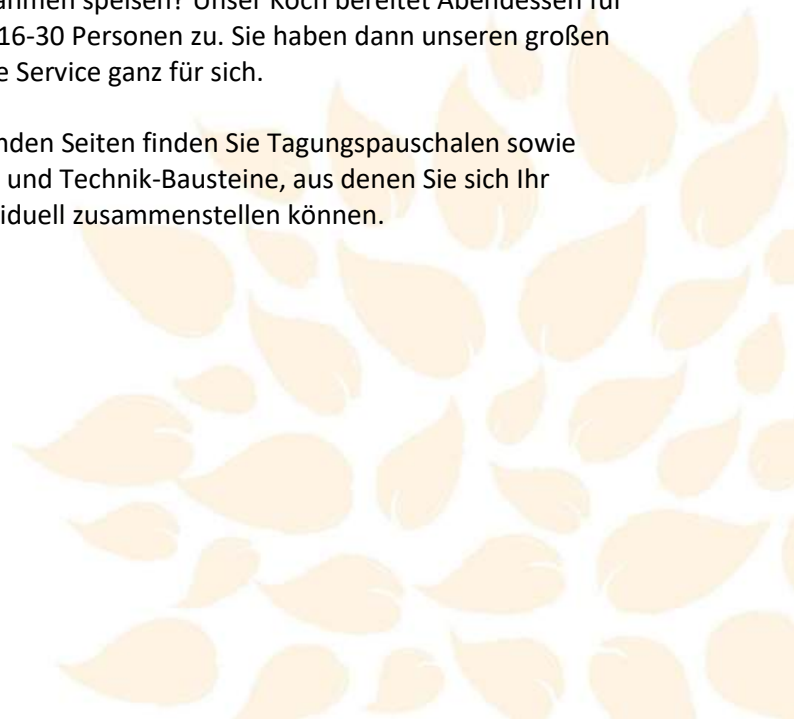 ahmen speisen? Unser Koch bereitet Abendessen für
16-30 Personen zu. Sie haben dann unseren großen
e Service ganz für sich.
nden Seiten finden Sie Tagungspauschalen sowie
und Technik-Bausteine, aus denen Sie sich Ihr
iduell zusammenstellen können.